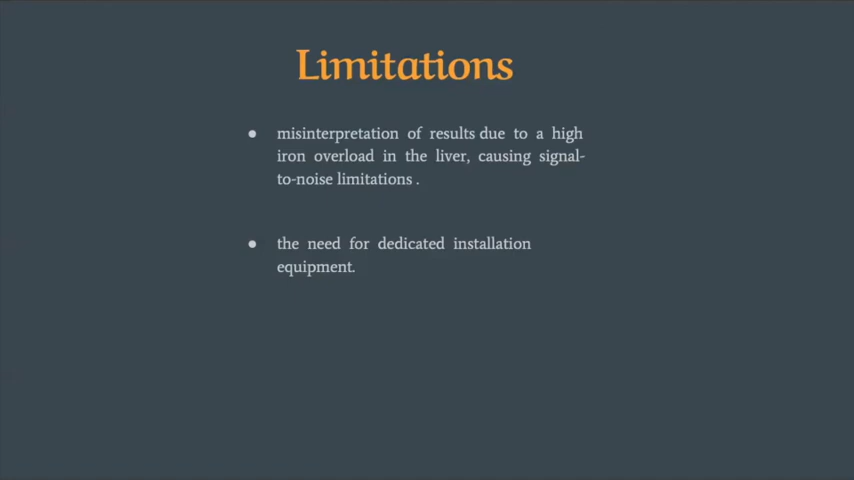 Limitations
● misinterpretation of results due to a high
iron overload in the liver, causing signal-
to-noise limitations .
● the need for dedicated installation
equipment.